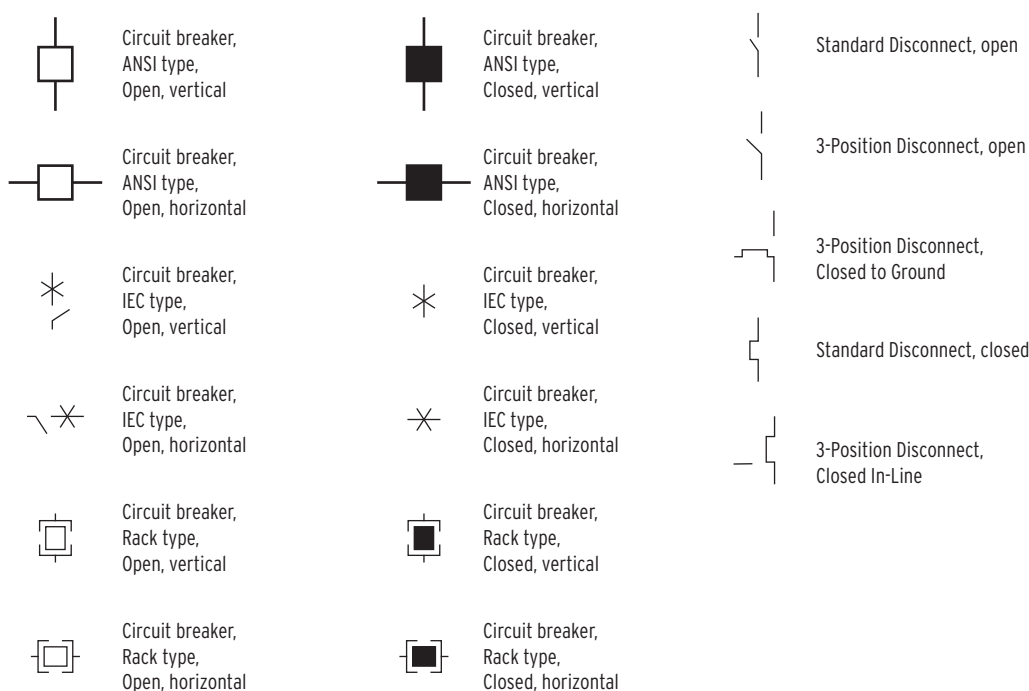 Circuit breaker,
ANSI type,
Open, vertical
Circuit breaker,
ANSI type,
Open, horizontal
Circuit breaker,
IEC type,
Open, vertical
Circuit breaker,
IEC type,
Open, horizontal
Circuit breaker,
Rack type,
Open, vertical
Circuit breaker,
Rack type,
Open, horizontal
Circuit breaker,
ANSI type,
Closed, vertical
Circuit breaker,
ANSI type,
Closed, horizontal
Circuit breaker,
IEC type,
Closed, vertical
Circuit breaker,
IEC type,
Closed, horizontal
Circuit breaker,
Rack type,
Closed, vertical
Circuit breaker,
Rack type,
Closed, horizontal
Standard Disconnect, open
3-Position Disconnect, open
3-Position Disconnect,
Closed to Ground
Standard Disconnect, closed
3-Position Disconnect,
Closed In-Line